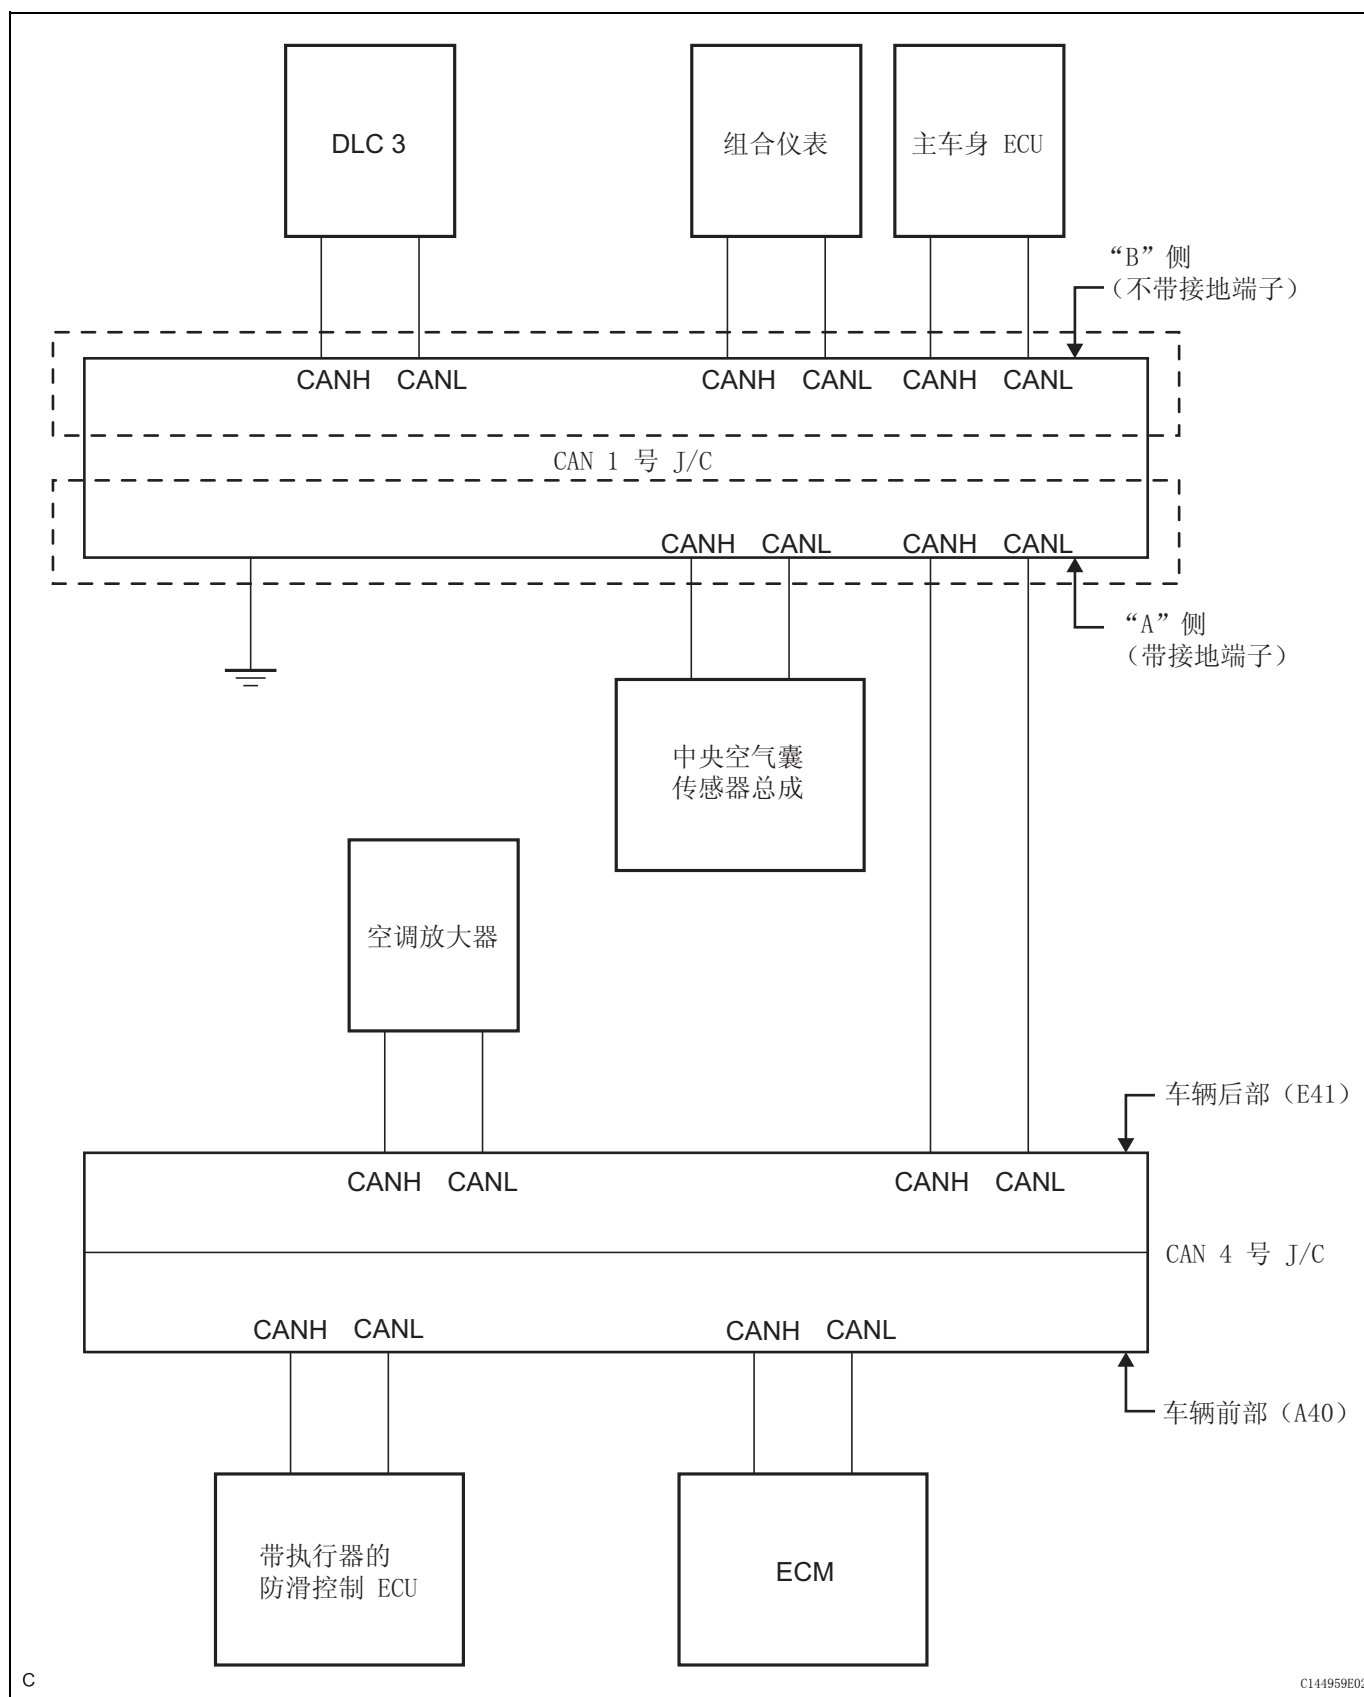 DLC 3
组合仪表
主车身 ECU
“B”侧
（不带接地端子）
CANH CANL CANH CANL CANH CANL
CAN 1 号 J/C
CANH CANL CANH CANL
“A”侧
（带接地端子）
中央空气囊
传感器总成
空调放大器
车辆后部（E41）
CANH CANL CANH CANL
CAN 4 号 J/C
CANH CANL CANH CANL
车辆前部（A40）
带执行器的
防滑控制 ECU
ECM
C
C144959E02